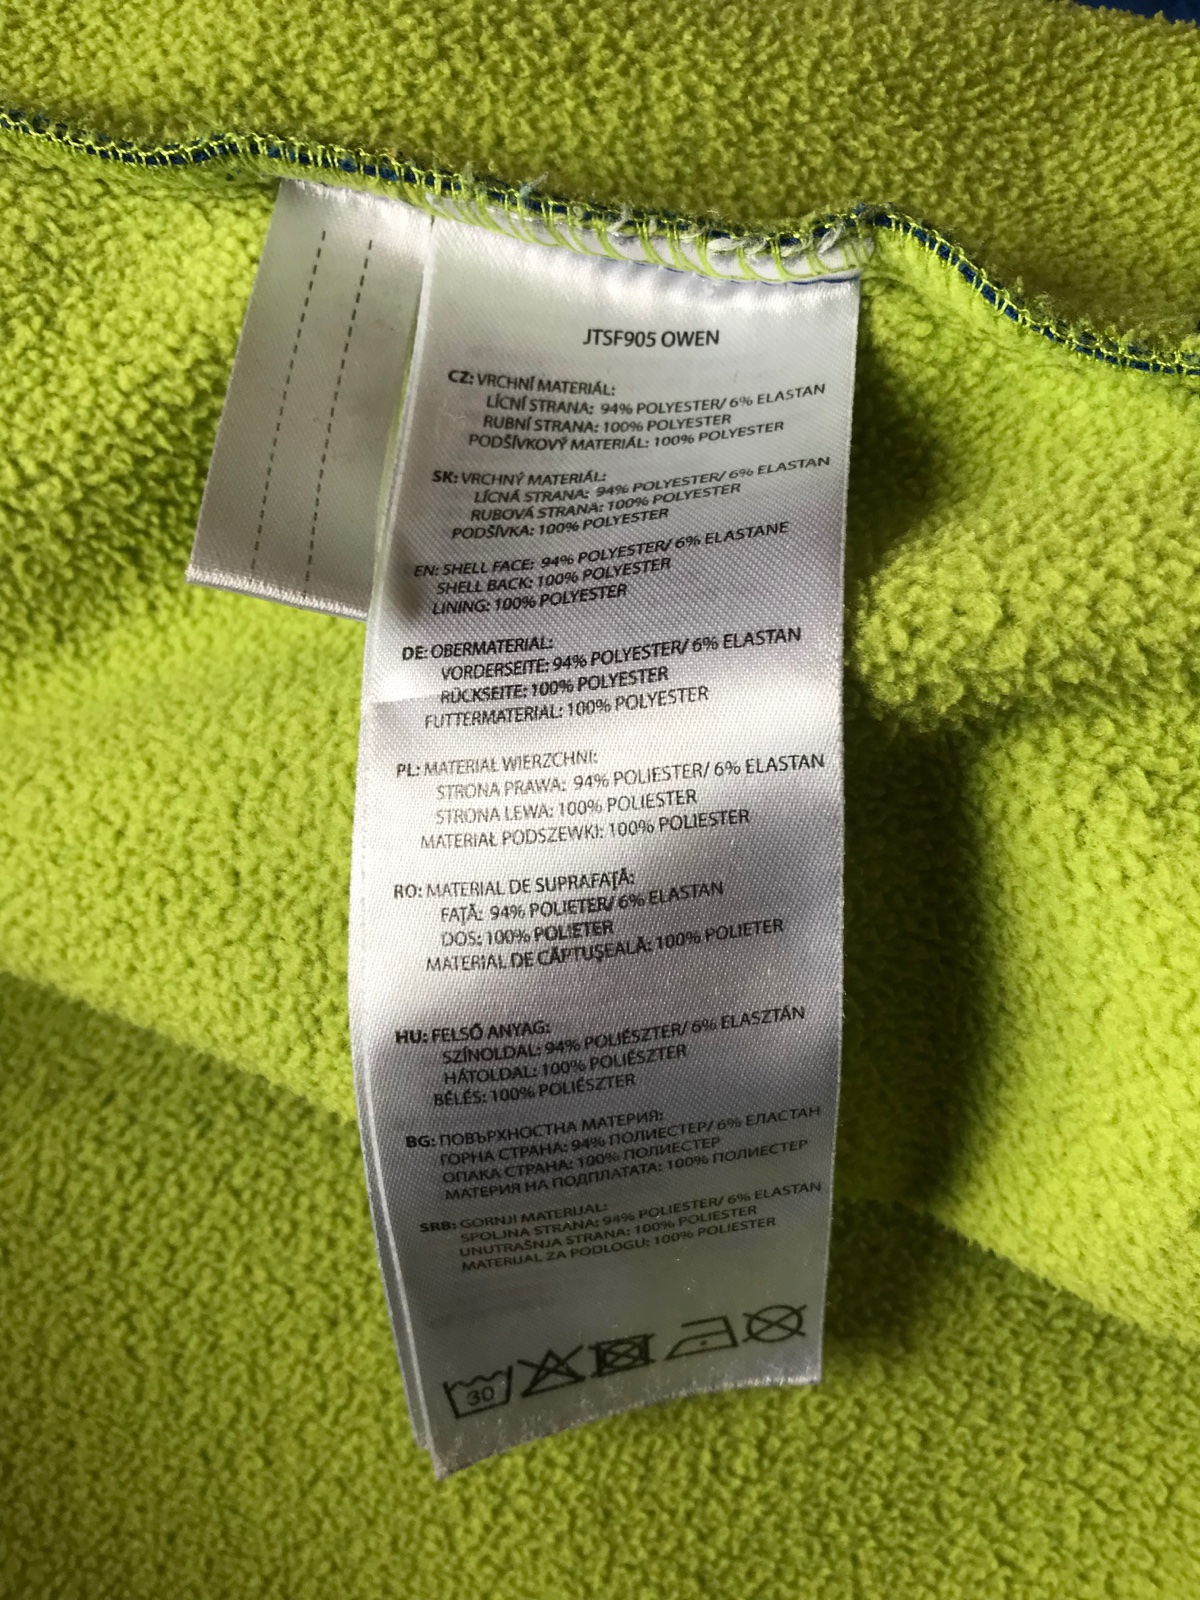 JTSF905 OWEN
CZ: VRCHNÍ MATERIÁL:
LÍCNÍ STRANA: 94% POLYESTER/ 6% ELASTAN
RUBNÍ STRANA: 100% POLYESTER
PODŠÍVKOVÝ MATERIÁL: 100% POLYESTER
SK: VRCHNÝ MATERIÁL:
LÍCNÁ STRANA: 94% POLYESTER/ 6% ELASTAN
RUBOVÁ STRANA: 100% POLYESTER
PODŠÍVKA: 100% POLYESTER
EN: SHELL FACE: 94% POLYESTER/ 6% ELASTANE
SHELL BACK: 100% POLYESTER
LINING: 100% POLYESTER
DE: OBERMATERIAL:
VORDERSEITE: 94% POLYESTER/ 6% ELASTAN
RÜCKSEITE: 100% POLYESTER
FUTTERMATERIAL: 100% POLYESTER
PL: MATERIAŁ WIERZCHNI:
STRONA PRAWA: 94% POLIESTER/ 6% ELASTAN
STRONA LEWA: 100% POLIESTER
MATERIAŁ PODSZEWKI: 100% POLIESTER
RO: MATERIAL DE SUPRAFAȚĂ:
FAȚĂ: 94% POLIETER/ 6% ELASTAN
DOS: 100% POLIETER
MATERIAL DE CĂPTUȘEALĂ: 100% POLIETER
HU: FELSŐ ANYAG:
SZÍNOLDAL: 94% POLIÉSZTER/ 6% ELASZTÁN
HÁTOLDAL: 100% POLIÉSZTER
BÉLÉS: 100% POLIÉSZTER
BG: ПОВЪРХНОСТНА МАТЕРИЯ:
ГОРНА СТРАНА: 94% ПОЛИЕСТЕР/ 6% ЕЛАСТАН
ОПАКА СТРАНА: 100% ПОЛИЕСТЕР
МАТЕРИЯ НА ПОДПЛАТАТА: 100% ПОЛИЕСТЕР
SRB: GORNJI MATERIJAL:
SPOLJNA STRANA: 94% POLIESTER/ 6% ELASTAN
UNUTRAŠNJA STRANA: 100% POLIESTER
MATERIJAL ZA PODLOGU: 100% POLIESTER
30